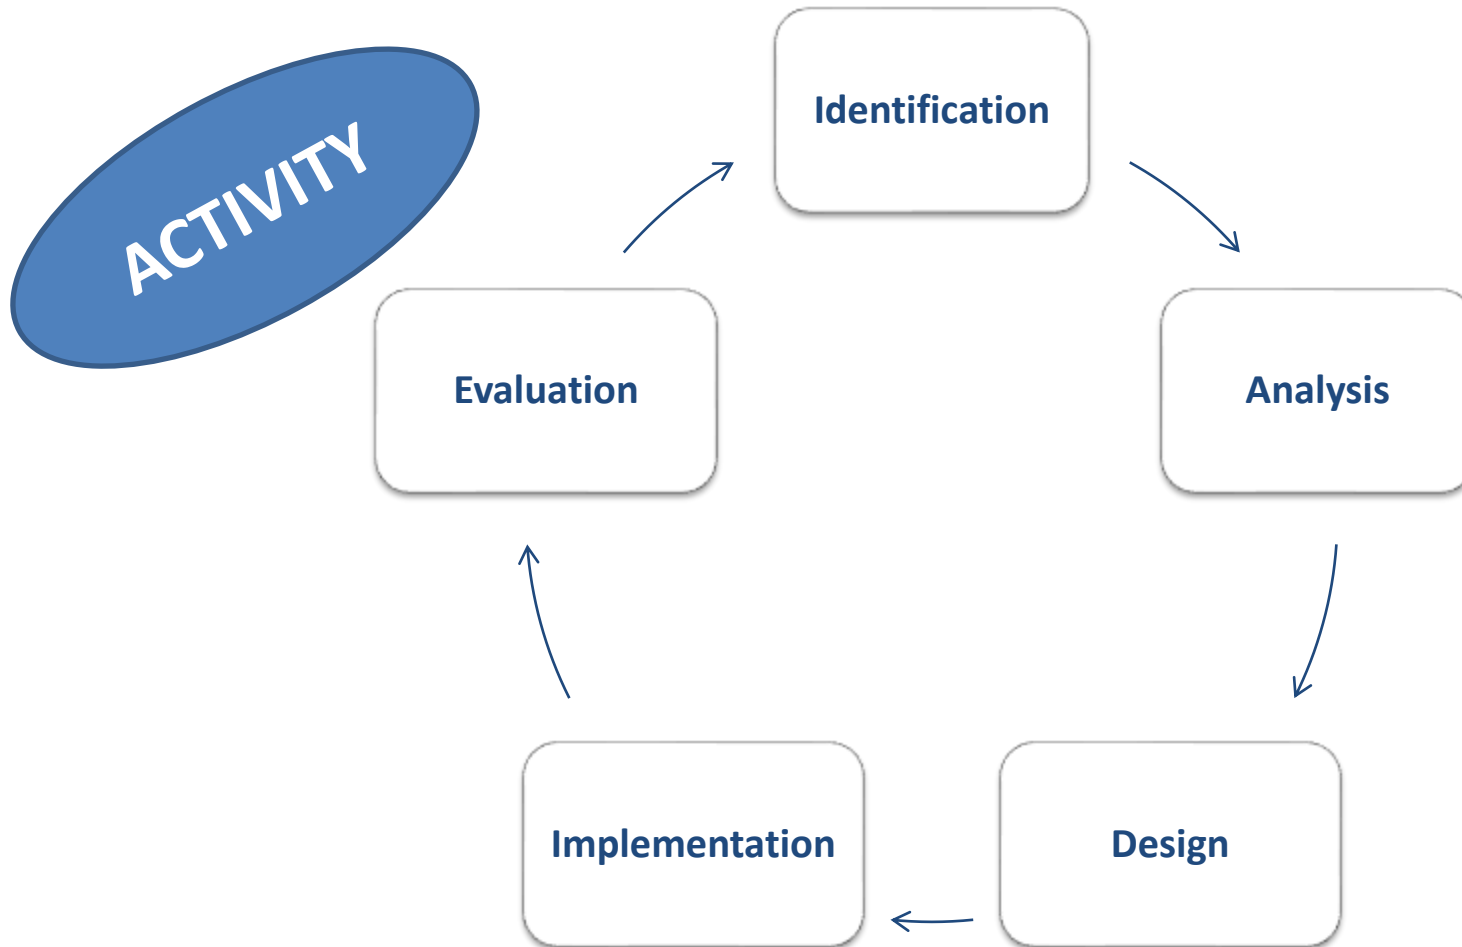 ACTIVITY
Identification
Analysis
Design
Implementation
Evaluation